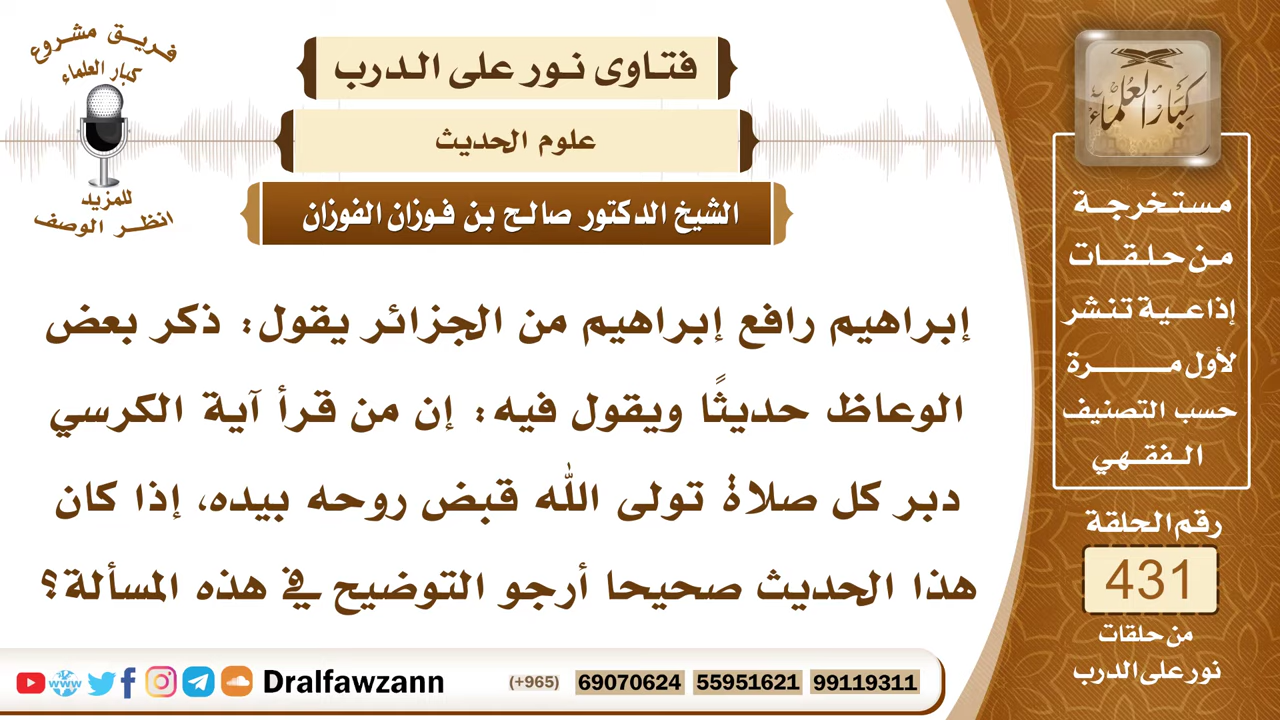 فريق مشروع
كبار العلماء
للمزيد
انظر الوصف
فتاوى نور على الدرب
علوم الحديث
الشيخ الدكتور صالح بن فوزان الفوزان
إبراهيم رافع إبراهيم من الجزائر يقول: ذكر بعض
الوعاظ حديثًا ويقول فيه: إن من قرأ آية الكرسي
دبر كل صلاة تولى الله قبض روحه بيده، إذا كان
هذا الحديث صحيحا أرجو التوضيح في هذه المسألة؟
كبار العلماء
مستخرجة
من حلقات
إذاعية تنشر
لأول مرة
حسب التصنيف
الفقهي
رقم الحلقة
431
من حلقات
نور على الدرب
www
Dralfawzann
(+965) 69070624 55951621 99119311